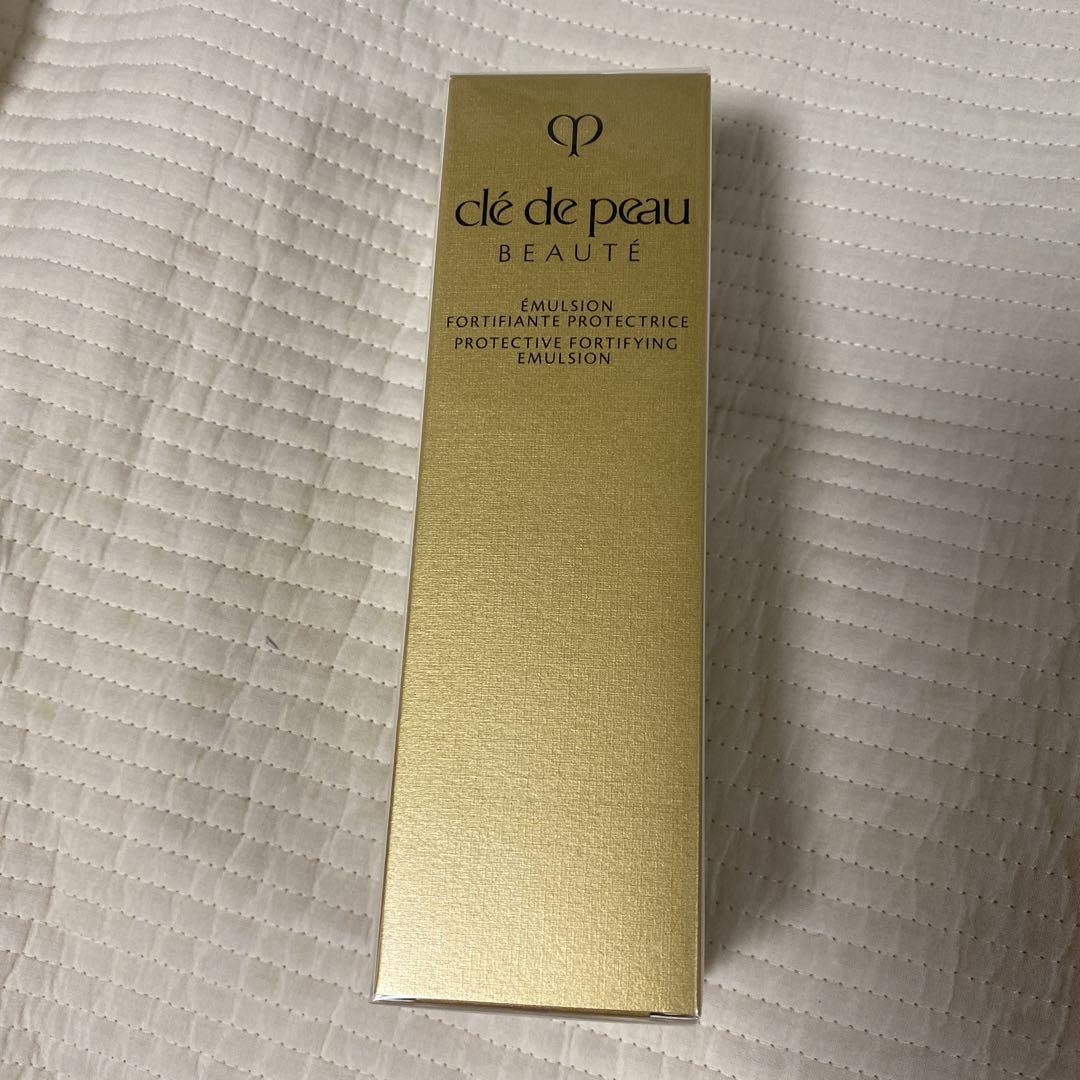 clé de peau
BEAUTÉ
ÉMULSION
FORTIFIANTE PROTECTRICE
PROTECTIVE FORTIFYING
EMULSION